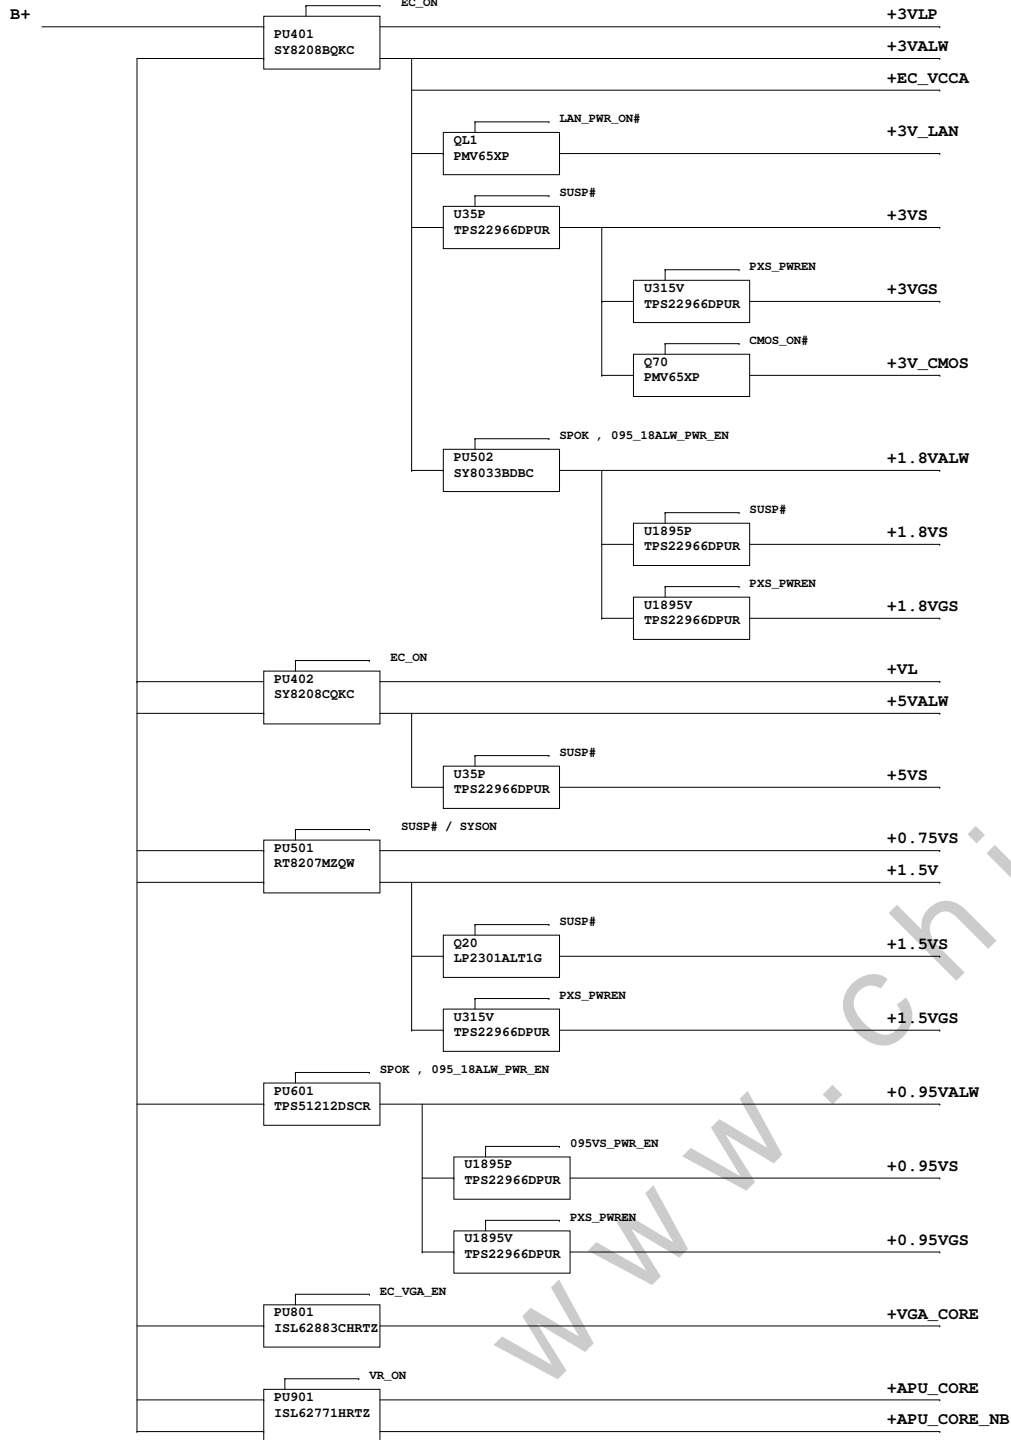 EC_ON
B+
+3VLP
PU401
SY8208BQKC
+3VALW
+EC_VCCA
LAN_PWR_ON#
+3V_LAN
QL1
PMV65XP
SUSP#
+3VS
U35P
TPS22966DPUR
PXS_PWREN
+3VGS
U315V
TPS22966DPUR
CMOS_ON#
+3V_CMOS
Q70
PMV65XP
SPOK , 095_18ALW_PWR_EN
+1.8VALW
PU502
SY8033BDBC
SUSP#
+1.8VS
U1895P
TPS22966DPUR
PXS_PWREN
+1.8VGS
U1895V
TPS22966DPUR
EC_ON
+VL
PU402
SY8208CQKC
+5VALW
SUSP#
+5VS
U35P
TPS22966DPUR
SUSP# / SYSON
+0.75VS
PU501
RT8207MZQW
+1.5V
SUSP#
+1.5VS
Q20
LP2301ALT1G
PXS_PWREN
+1.5VGS
U315V
TPS22966DPUR
SPOK , 095_18ALW_PWR_EN
+0.95VALW
PU601
TPS51212DSCR
095VS_PWR_EN
+0.95VS
U1895P
TPS22966DPUR
PXS_PWREN
+0.95VGS
U1895V
TPS22966DPUR
EC_VGA_EN
+VGA_CORE
PU801
ISL62883CHRTZ
VR_ON
+APU_CORE
PU901
ISL62771HRTZ
+APU_CORE_NB
www.chi